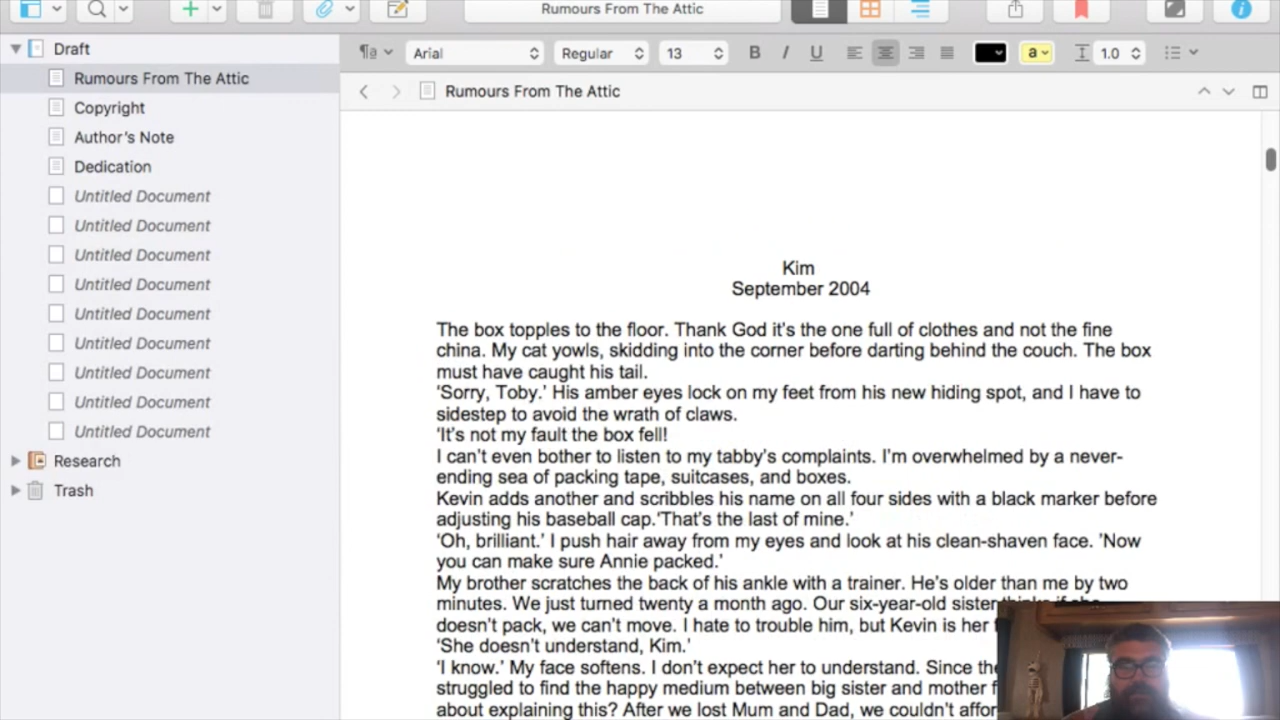 Rumours From The Attic
Draft
Rumours From The Attic
Copyright
Author's Note
Dedication
Untitled Document
Untitled Document
Untitled Document
Untitled Document
Untitled Document
Untitled Document
Untitled Document
Untitled Document
Untitled Document
Research
Trash
¶a Arial Regular 13 B I U a 1.0
Rumours From The Attic
Kim
September 2004
The box topples to the floor. Thank God it's the one full of clothes and not the fine
china. My cat yowls, skidding into the corner before darting behind the couch. The box
must have caught his tail.
'Sorry, Toby.' His amber eyes lock on my feet from his new hiding spot, and I have to
sidestep to avoid the wrath of claws.
'It's not my fault the box fell!
I can't even bother to listen to my tabby's complaints. I'm overwhelmed by a never-
ending sea of packing tape, suitcases, and boxes.
Kevin adds another and scribbles his name on all four sides with a black marker before
adjusting his baseball cap.'That's the last of mine.'
'Oh, brilliant.' I push hair away from my eyes and look at his clean-shaven face. 'Now
you can make sure Annie packed.'
My brother scratches the back of his ankle with a trainer. He's older than me by two
minutes. We just turned twenty a month ago. Our six-year-old sister thinks if she
doesn't pack, we can't move. I hate to trouble him, but Kevin is her
'She doesn't understand, Kim.'
'I know.' My face softens. I don't expect her to understand. Since
struggled to find the happy medium between big sister and mother
about explaining this? After we lost Mum and Dad, we couldn't